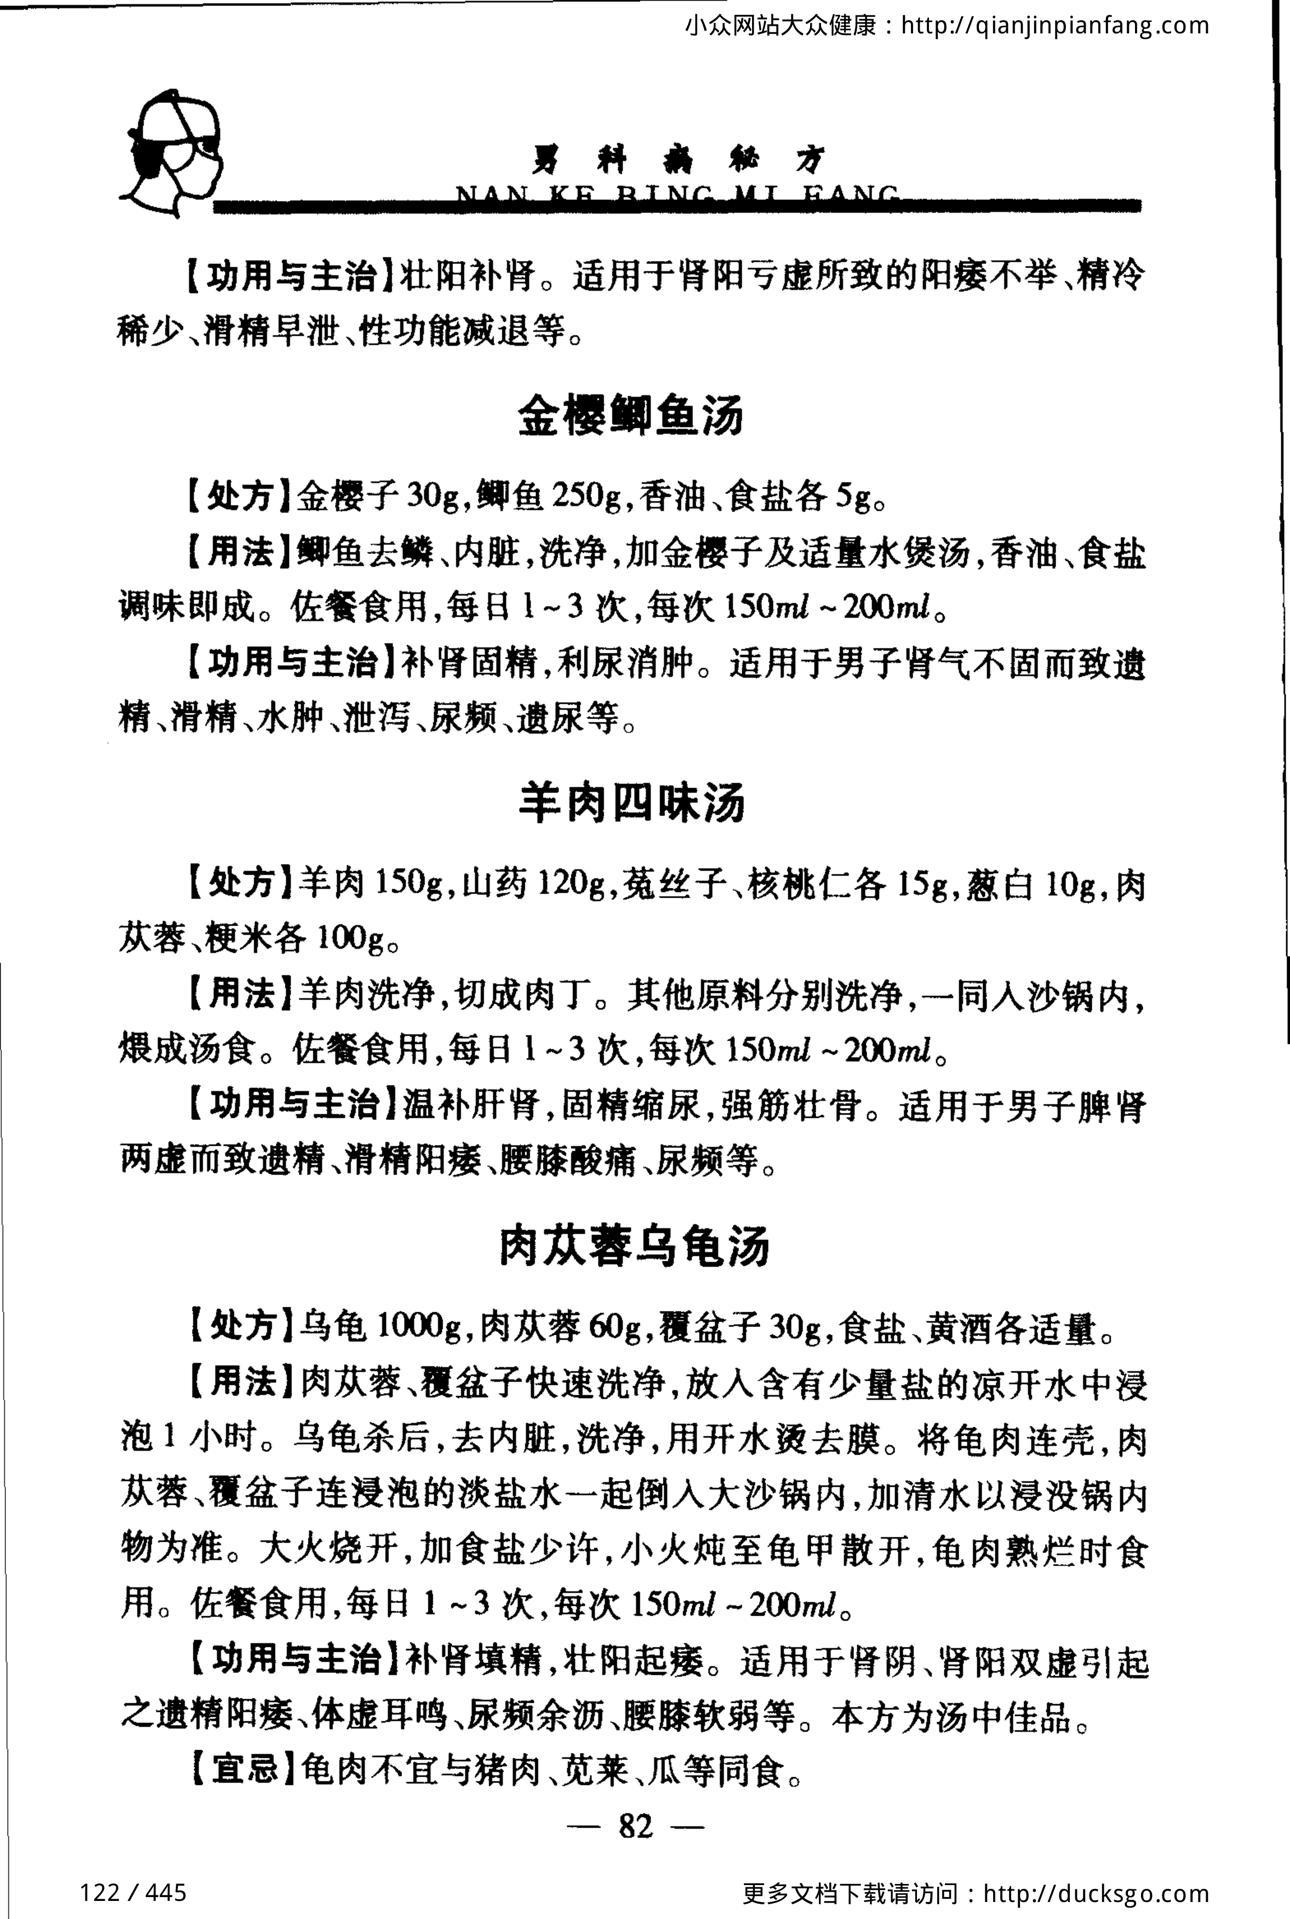 小众网站大众健康：http://qianjinpianfang.com
男科病秘方
NAN KE BING MI FANG
【功用与主治】壮阳补肾。适用于肾阳亏虚所致的阳痿不举、精冷
稀少、滑精早泄、性功能减退等。
金樱鲫鱼汤
【处方】金樱子 30g,鲫鱼 250g,香油、食盐各 5g。
【用法】鲫鱼去鳞、内脏,洗净,加金樱子及适量水煲汤,香油、食盐
调味即成。佐餐食用,每日 1~3 次,每次 150ml~200ml。
【功用与主治】补肾固精,利尿消肿。适用于男子肾气不固而致遗
精、滑精、水肿、泄泻、尿频、遗尿等。
羊肉四味汤
【处方】羊肉 150g,山药 120g,菟丝子、核桃仁各 15g,葱白 10g,肉
苁蓉、粳米各 100g。
【用法】羊肉洗净,切成肉丁。其他原料分别洗净,一同入沙锅内,
煨成汤食。佐餐食用,每日 1~3 次,每次 150ml~200ml。
【功用与主治】温补肝肾,固精缩尿,强筋壮骨。适用于男子脾肾
两虚而致遗精、滑精阳痿、腰膝酸痛、尿频等。
肉苁蓉乌龟汤
【处方】乌龟 1000g,肉苁蓉 60g,覆盆子 30g,食盐、黄酒各适量。
【用法】肉苁蓉、覆盆子快速洗净,放入含有少量盐的凉开水中浸
泡 1 小时。乌龟杀后,去内脏,洗净,用开水烫去膜。将龟肉连壳,肉
苁蓉、覆盆子连浸泡的淡盐水一起倒入大沙锅内,加清水以浸没锅内
物为准。大火烧开,加食盐少许,小火炖至龟甲散开,龟肉熟烂时食
用。佐餐食用,每日 1~3 次,每次 150ml~200ml。
【功用与主治】补肾填精,壮阳起痿。适用于肾阴、肾阳双虚引起
之遗精阳痿、体虚耳鸣、尿频余沥、腰膝软弱等。本方为汤中佳品。
【宜忌】龟肉不宜与猪肉、苋莱、瓜等同食。
— 82 —
122 / 445
更多文档下载请访问：http://ducksgo.com